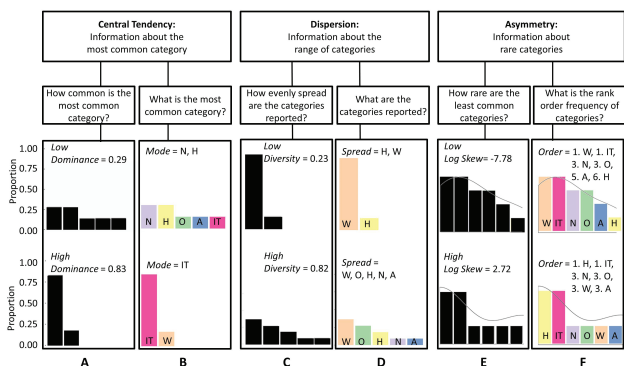 Central Tendency:
Information about the
most common category
Dispersion:
Information about the
range of categories
Asymmetry:
Information about
rare categories
How common is the
most common
category?
What is the most
common category?
How evenly spread
are the categories
reported?
What are the
categories reported?
How rare are the
least common
categories?
What is the rank
order frequency of
categories?
Proportion
1.00
0.75
0.50
0.25
0.00
Low
Dominance = 0.29
Mode = N, H
N H O A IT
Low
Diversity = 0.23
Spread = H, W
W H
Low
Log Skew= -7.78
Order = 1. W, 1. IT,
3. N, 3. O,
5. A, 6. H
W IT N O A H
Proportion
1.00
0.75
0.50
0.25
0.00
High
Dominance = 0.83
Mode = IT
IT W
High
Diversity = 0.82
Spread =
W, O, H, N, A
W O H N A
High
Log Skew = 2.72
Order = 1. H, 1. IT,
3. N, 3. O,
3. W, 3. A
H IT N O W A
A B C D E F